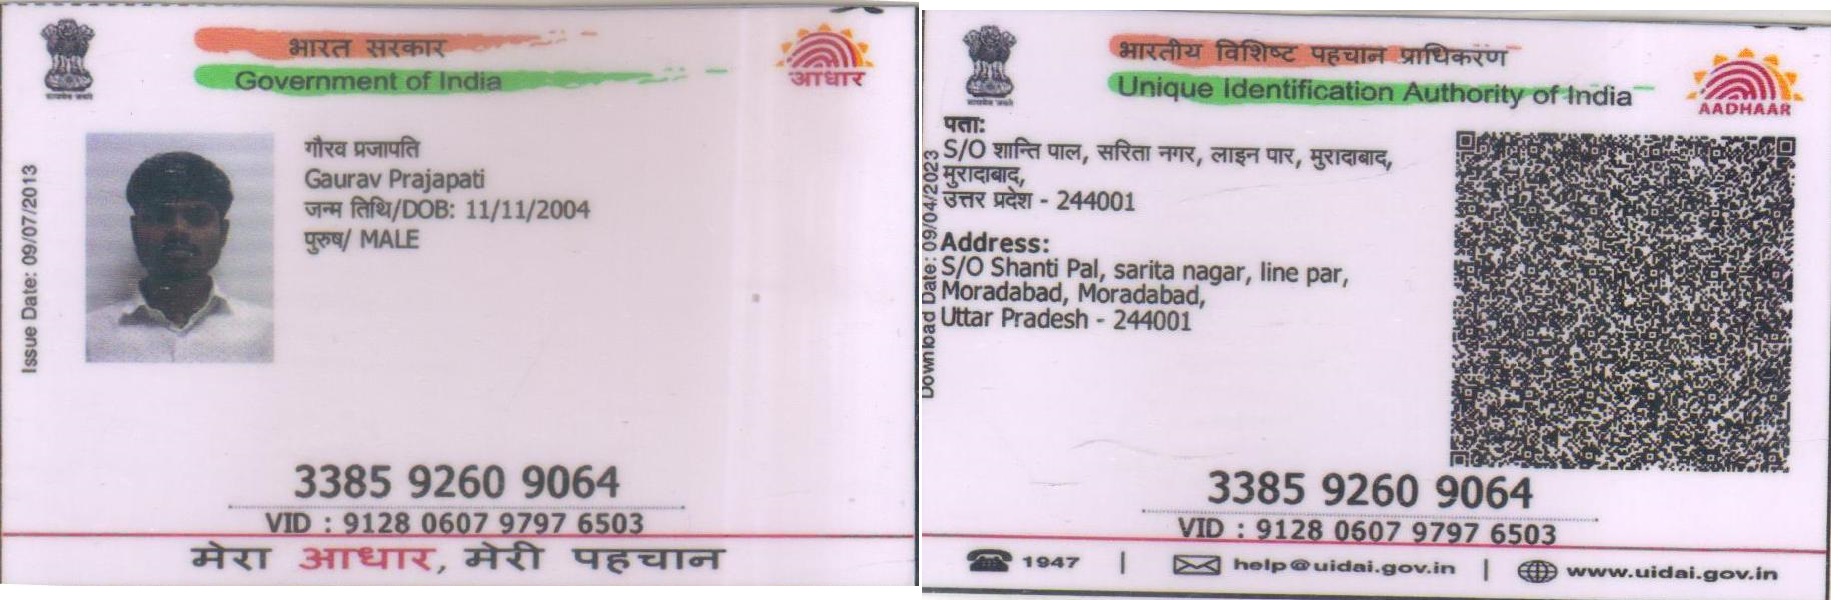 भारत सरकार
Government of India
आधार
Issue Date: 09/07/2013
गौरव प्रजापति
Gaurav Prajapati
जन्म तिथि/DOB: 11/11/2004
पुरुष/ MALE
3385 9260 9064
VID : 9128 0607 9797 6503
मेरा आधार, मेरी पहचान
भारतीय विशिष्ट पहचान प्राधिकरण
Unique Identification Authority of India
AADHAAR
Download Date: 09/04/2023
पता:
S/O शान्ति पाल, सरिता नगर, लाइन पार, मुरादाबाद,
मुरादाबाद,
उत्तर प्रदेश - 244001
Address:
S/O Shanti Pal, sarita nagar, line par,
Moradabad, Moradabad,
Uttar Pradesh - 244001
3385 9260 9064
VID : 9128 0607 9797 6503
1947 | help@uidai.gov.in | www.uidai.gov.in